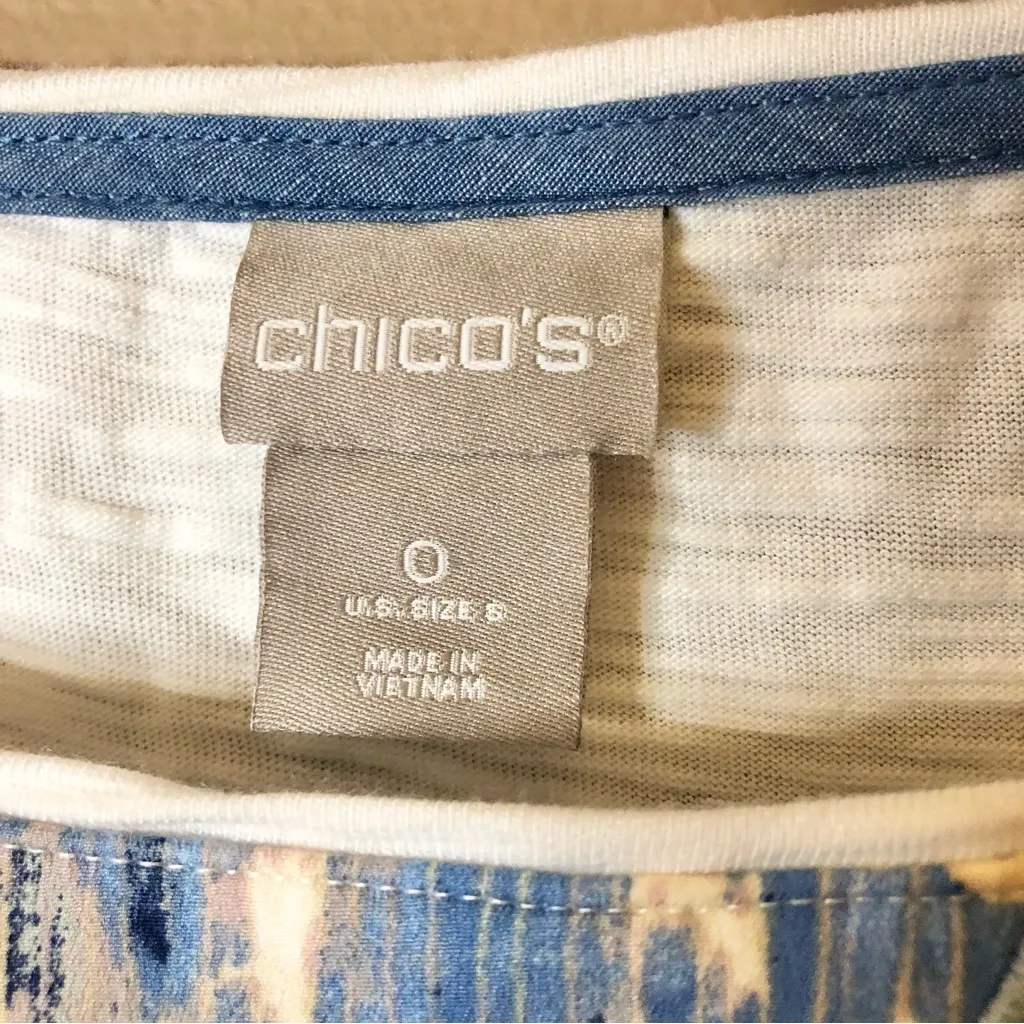 chico's®
0
U.S. SIZE S
MADE IN
VIETNAM